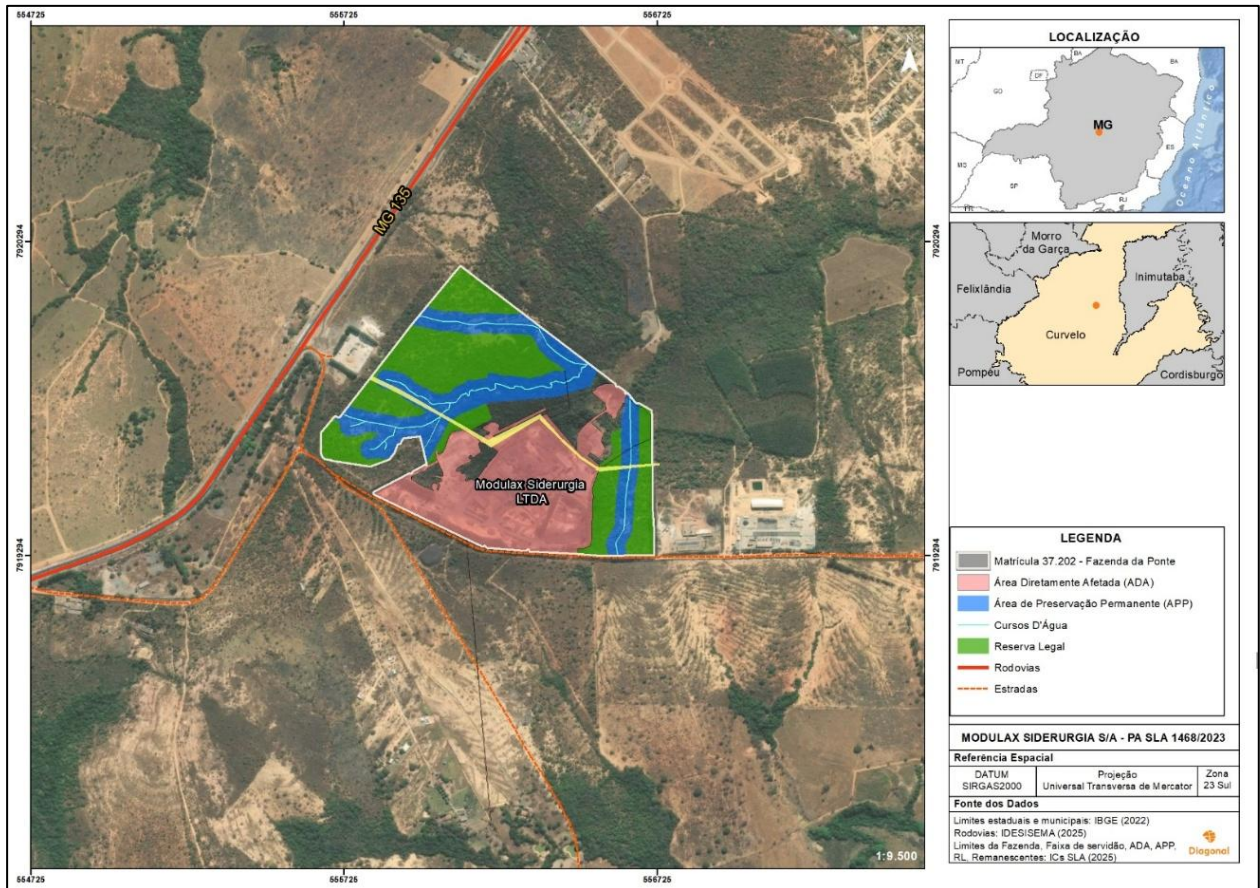 554725
555725
556725
7920294
7919294
MG 135
Modulax Siderurgia
LTDA
1:9.500
554725
555725
556725
7920294
7919294
LOCALIZAÇÃO
BA
BA
DF
GO
MG
ES
SP
RJ
Oceano Atlântico
Morro
da Garça
Inimutaba
Felixlândia
Curvelo
Pompéu
Cordisburgo
LEGENDA
Matrícula 37.202 - Fazenda da Ponte
Área Diretamente Afetada (ADA)
Área de Preservação Permanente (APP)
Cursos D'Água
Reserva Legal
Rodovias
Estradas
MODULAX SIDERURGIA S/A - PA SLA 1468/2023
Referência Espacial
DATUM
SIRGAS2000
Projeção
Universal Transversa de Mercator
Zona
23 Sul
Fonte dos Dados
Limites estaduais e municipais: IBGE (2022)
Rodovias: IDESISEMA (2025)
Limites da Fazenda, Faixa de servidão, ADA, APP,
RL, Remanescentes: ICs SLA (2025)
Diagonal